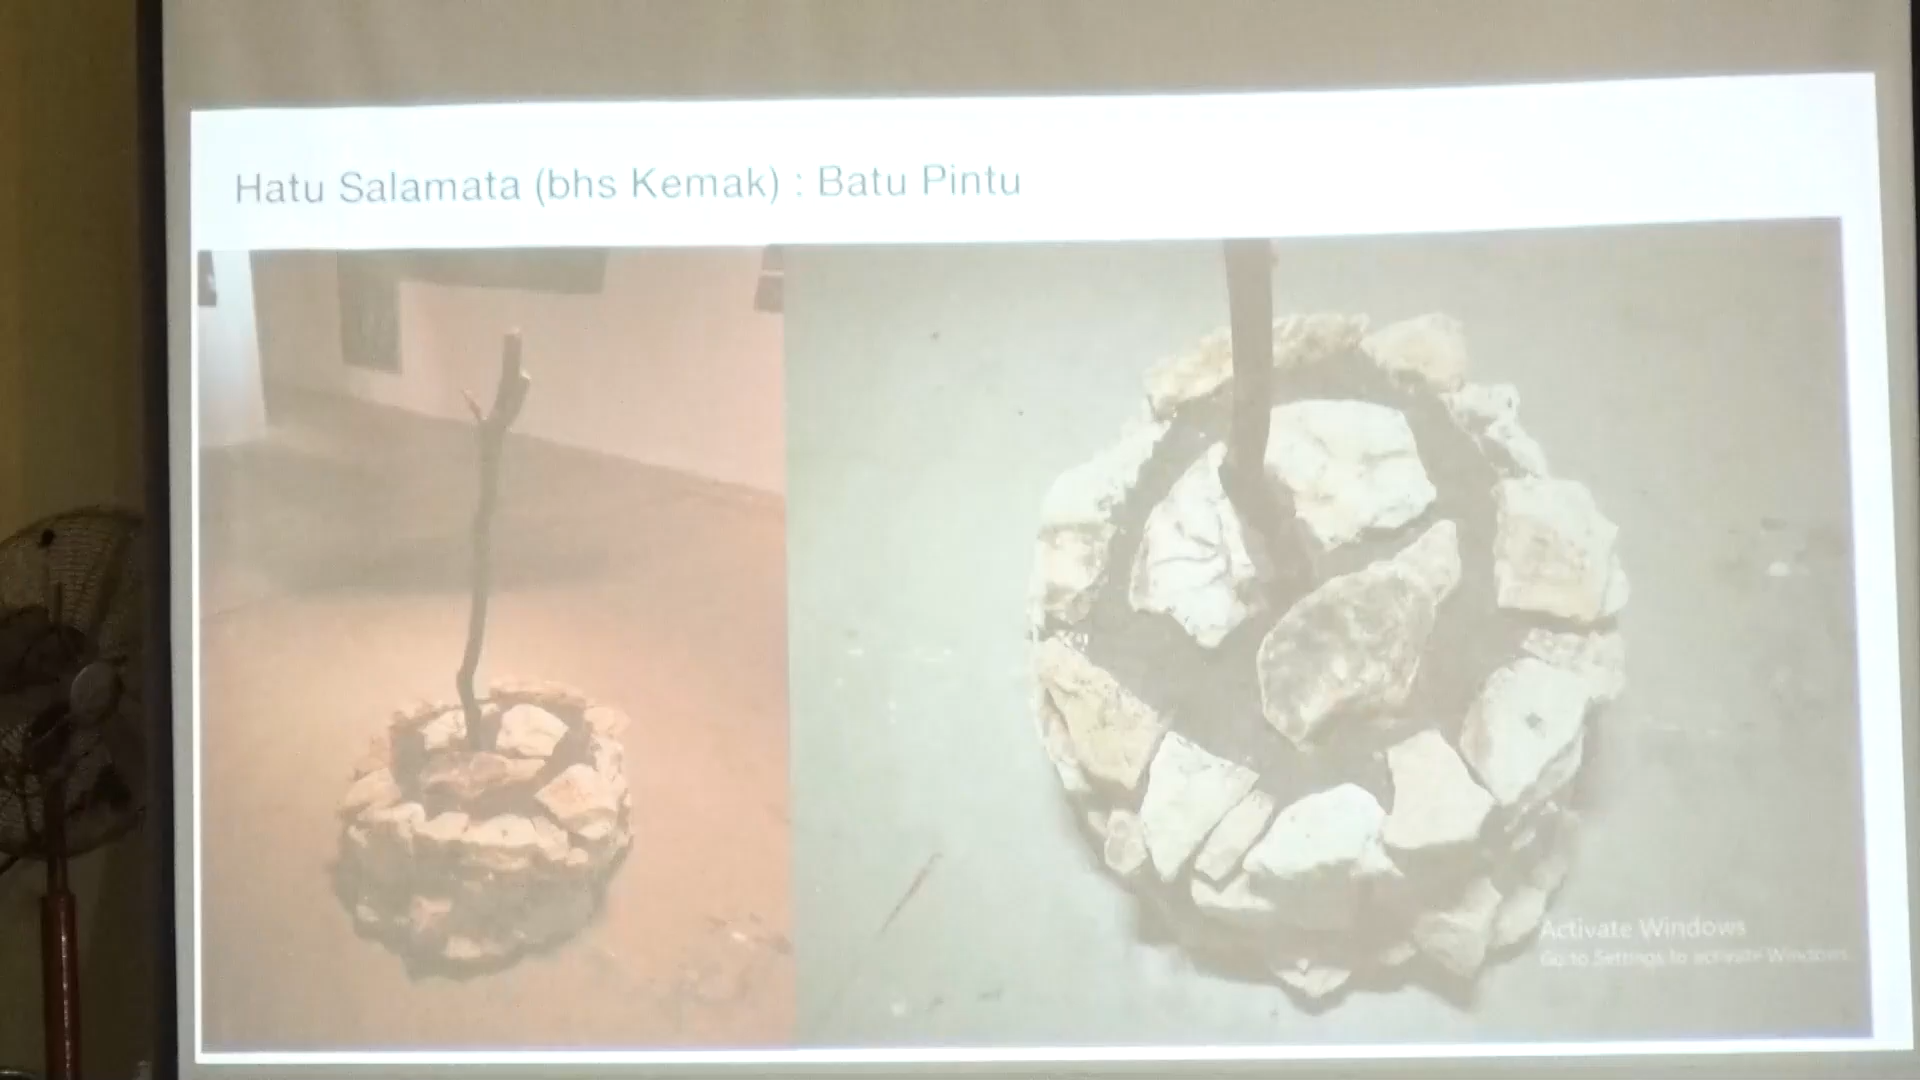 Hatu Salamata (bhs Kemak) : Batu Pintu
Activate Windows
Go to Settings to activate Windows.